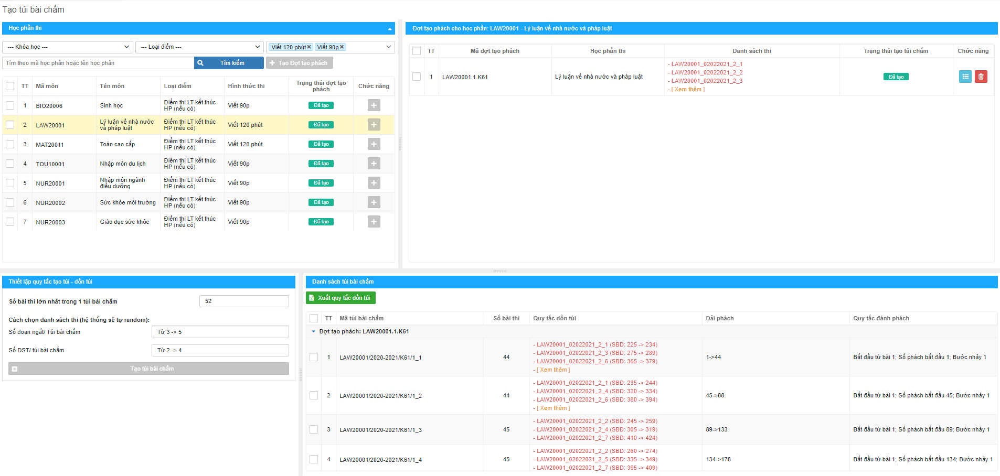 Tạo túi bài chấm
Học phần thi
--- Khóa học ---
--- Loại điểm ---
Viết 120 phút × Viết 90p ×
Tìm theo mã học phần hoặc tên học phần
Tìm kiếm
Tạo Đợt tạo phách
TT Mã môn Tên môn Loại điểm Hình thức thi Trạng thái đợt tạo phách Chức năng
1 BIO20006 Sinh học Điểm thi LT kết thúc HP (nếu có) Viết 90p Đã tạo
2 LAW20001 Lý luận về nhà nước và pháp luật Điểm thi LT kết thúc HP (nếu có) Viết 120 phút Đã tạo
3 MAT20011 Toán cao cấp Điểm thi LT kết thúc HP (nếu có) Viết 120 phút Đã tạo
4 TOU10001 Nhập môn du lịch Điểm thi LT kết thúc HP (nếu có) Viết 90p Đã tạo
5 NUR20001 Nhập môn ngành điều dưỡng Điểm thi LT kết thúc HP (nếu có) Viết 90p Đã tạo
6 NUR20002 Sức khỏe môi trường Điểm thi LT kết thúc HP (nếu có) Viết 90p Đã tạo
7 NUR20003 Giáo dục sức khỏe Điểm thi LT kết thúc HP (nếu có) Viết 90p Đã tạo
Đợt tạo phách cho học phần: LAW20001 - Lý luận về nhà nước và pháp luật
TT Mã đợt tạo phách Học phần thi Danh sách thi Trạng thái tạo túi chấm Chức năng
1 LAW20001.1.K61 Lý luận về nhà nước và pháp luật
- LAW20001_02022021_2_1
- LAW20001_02022021_2_2
- LAW20001_02022021_2_3
- [ Xem thêm ]
Đã tạo
Thiết lập quy tắc tạo túi - dồn túi
Số bài thi lớn nhất trong 1 túi bài chấm 52
Cách chọn danh sách thi (hệ thống sẽ tự random):
Số đoạn ngắt/ Túi bài chấm Từ 3 -> 5
Số DST/ túi bài chấm Từ 2 -> 4
Tạo túi bài chấm
Danh sách túi bài chấm
Xuất quy tắc dồn túi
TT Mã túi bài chấm Số bài thi Quy tắc dồn túi Dải phách Quy tắc đánh phách
Đợt tạo phách: LAW20001.1.K61
1 LAW20001/2020-2021/K61/1_1 44
- LAW20001_02022021_2_1 (SBD: 225 -> 234)
- LAW20001_02022021_2_3 (SBD: 275 -> 289)
- LAW20001_02022021_2_6 (SBD: 365 -> 379)
- [ Xem thêm ]
1->44 Bắt đầu từ bài 1; Số phách bắt đầu 1; Bước nhảy 1
2 LAW20001/2020-2021/K61/1_2 44
- LAW20001_02022021_2_1 (SBD: 235 -> 244)
- LAW20001_02022021_2_4 (SBD: 320 -> 334)
- LAW20001_02022021_2_6 (SBD: 380 -> 394)
- [ Xem thêm ]
45->88 Bắt đầu từ bài 1; Số phách bắt đầu 45; Bước nhảy 1
3 LAW20001/2020-2021/K61/1_3 45
- LAW20001_02022021_2_2 (SBD: 245 -> 259)
- LAW20001_02022021_2_4 (SBD: 305 -> 319)
- LAW20001_02022021_2_7 (SBD: 410 -> 424)
89->133 Bắt đầu từ bài 1; Số phách bắt đầu 89; Bước nhảy 1
4 LAW20001/2020-2021/K61/1_4 45
- LAW20001_02022021_2_2 (SBD: 260 -> 274)
- LAW20001_02022021_2_5 (SBD: 335 -> 349)
- LAW20001_02022021_2_7 (SBD: 395 -> 409)
134->178 Bắt đầu từ bài 1; Số phách bắt đầu 134; Bước nhảy 1